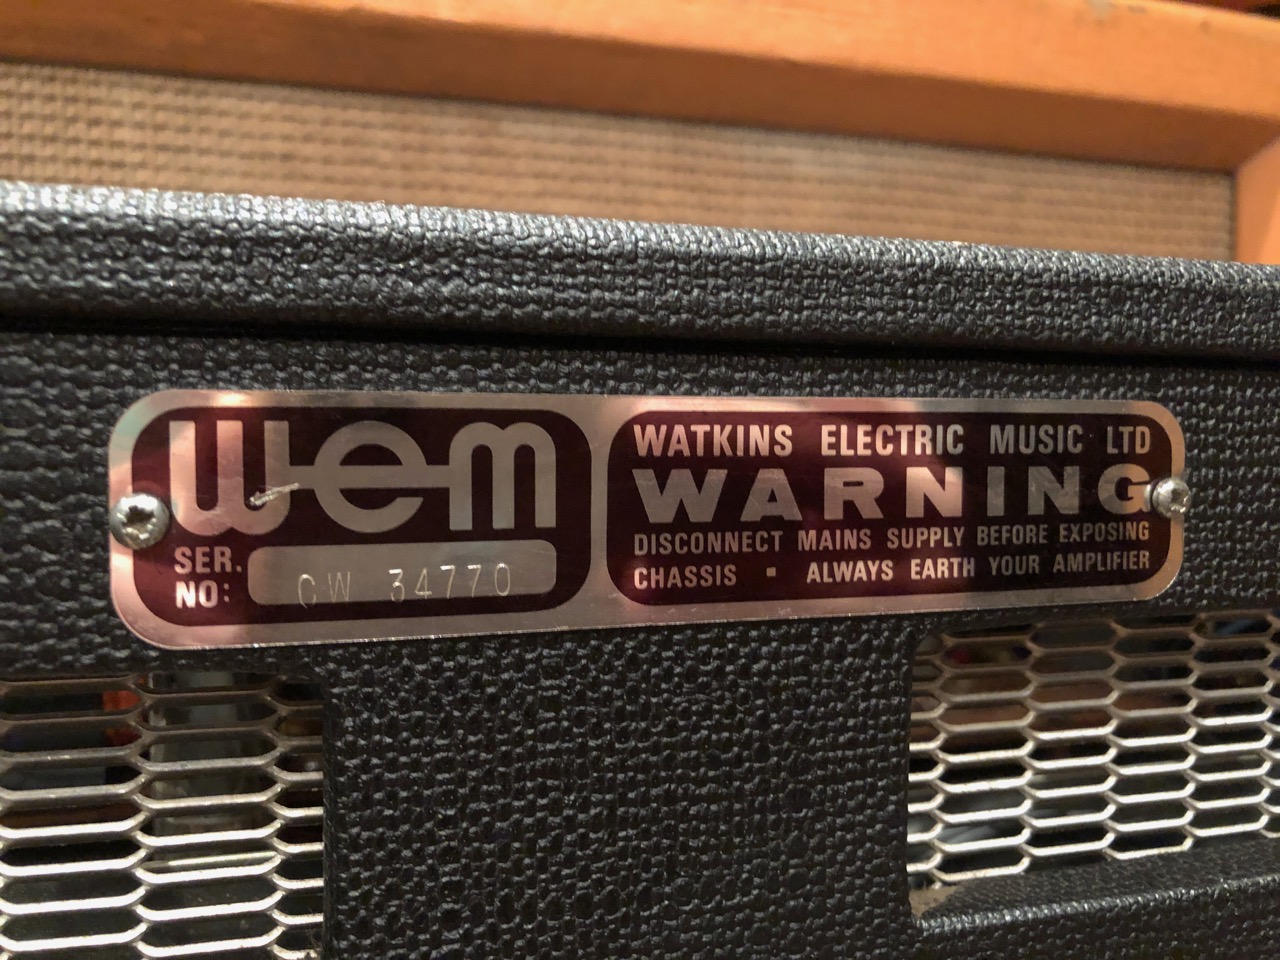 wem
SER.
NO: CW 34770
WATKINS ELECTRIC MUSIC LTD
WARNING
DISCONNECT MAINS SUPPLY BEFORE EXPOSING
CHASSIS ▪ ALWAYS EARTH YOUR AMPLIFIER